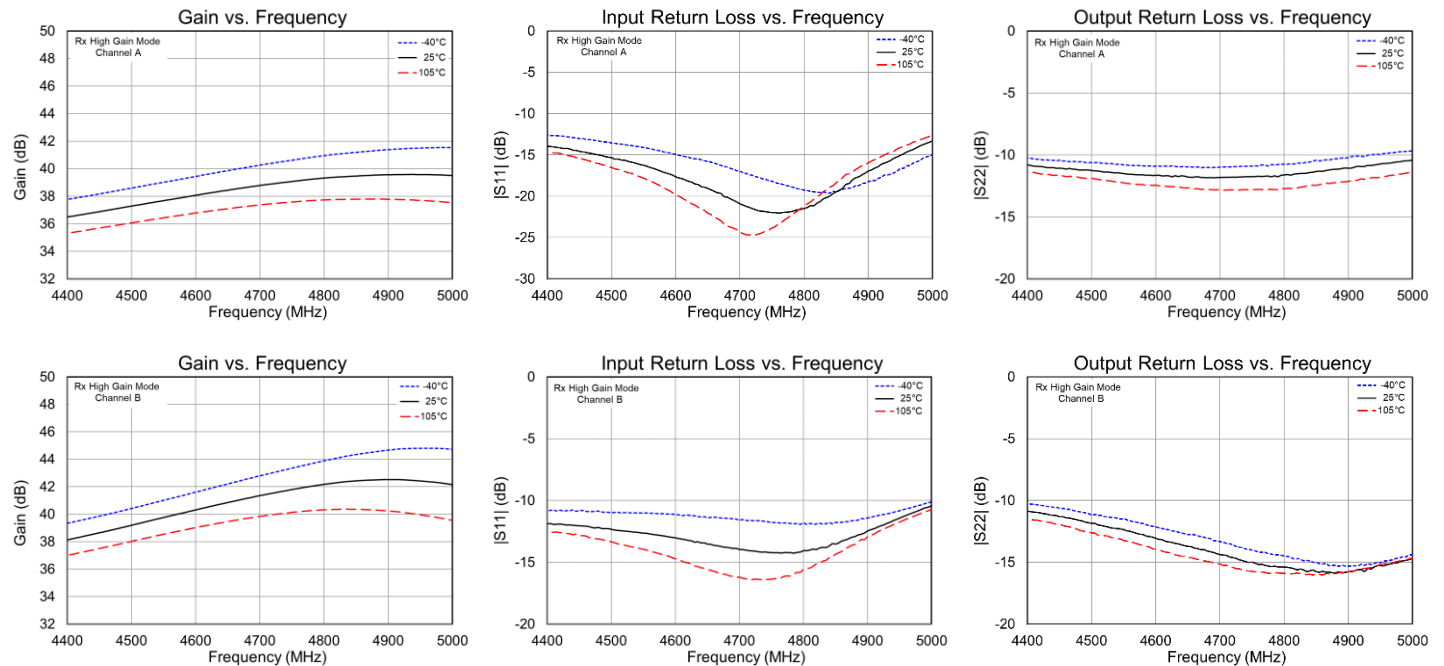 Gain vs. Frequency
Rx High Gain Mode
Channel A
-40°C
25°C
105°C
50
48
46
44
42
40
38
36
34
32
Gain (dB)
4400 4500 4600 4700 4800 4900 5000
Frequency (MHz)
Input Return Loss vs. Frequency
Rx High Gain Mode
Channel A
-40°C
25°C
105°C
0
-5
-10
-15
-20
-25
-30
|S11| (dB)
4400 4500 4600 4700 4800 4900 5000
Frequency (MHz)
Output Return Loss vs. Frequency
Rx High Gain Mode
Channel A
-40°C
25°C
105°C
0
-5
-10
-15
-20
|S22| (dB)
4400 4500 4600 4700 4800 4900 5000
Frequency (MHz)
Gain vs. Frequency
Rx High Gain Mode
Channel B
-40°C
25°C
105°C
50
48
46
44
42
40
38
36
34
32
Gain (dB)
4400 4500 4600 4700 4800 4900 5000
Frequency (MHz)
Input Return Loss vs. Frequency
Rx High Gain Mode
Channel B
-40°C
25°C
105°C
0
-5
-10
-15
-20
|S11| (dB)
4400 4500 4600 4700 4800 4900 5000
Frequency (MHz)
Output Return Loss vs. Frequency
Rx High Gain Mode
Channel B
-40°C
25°C
105°C
0
-5
-10
-15
-20
|S22| (dB)
4400 4500 4600 4700 4800 4900 5000
Frequency (MHz)